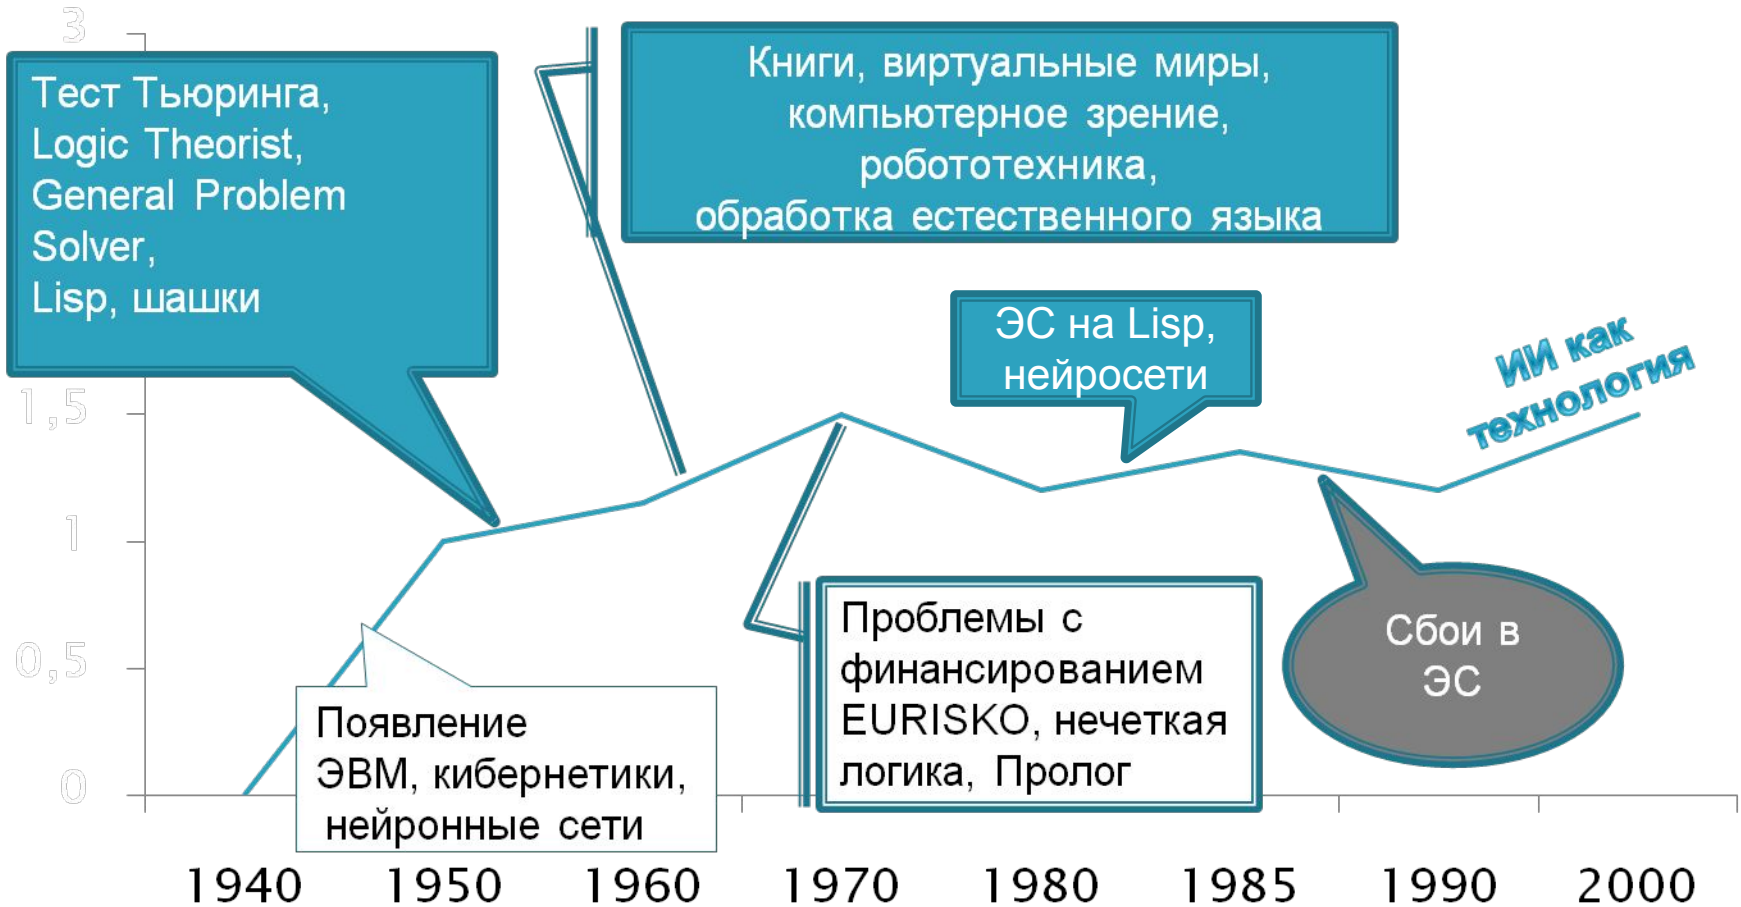 3
Тест Тьюринга,
Logic Theorist,
General Problem
Solver,
Lisp, шашки
Книги, виртуальные миры,
компьютерное зрение,
робототехника,
обработка естественного языка
ЭС на Lisp,
нейросети
ИИ как
технология
1,5
1
0,5
0
Появление
ЭВМ, кибернетики,
нейронные сети
Проблемы с
финансированием
EURISKO, нечеткая
логика, Пролог
Сбои в
ЭС
1940 1950 1960 1970 1980 1985 1990 2000